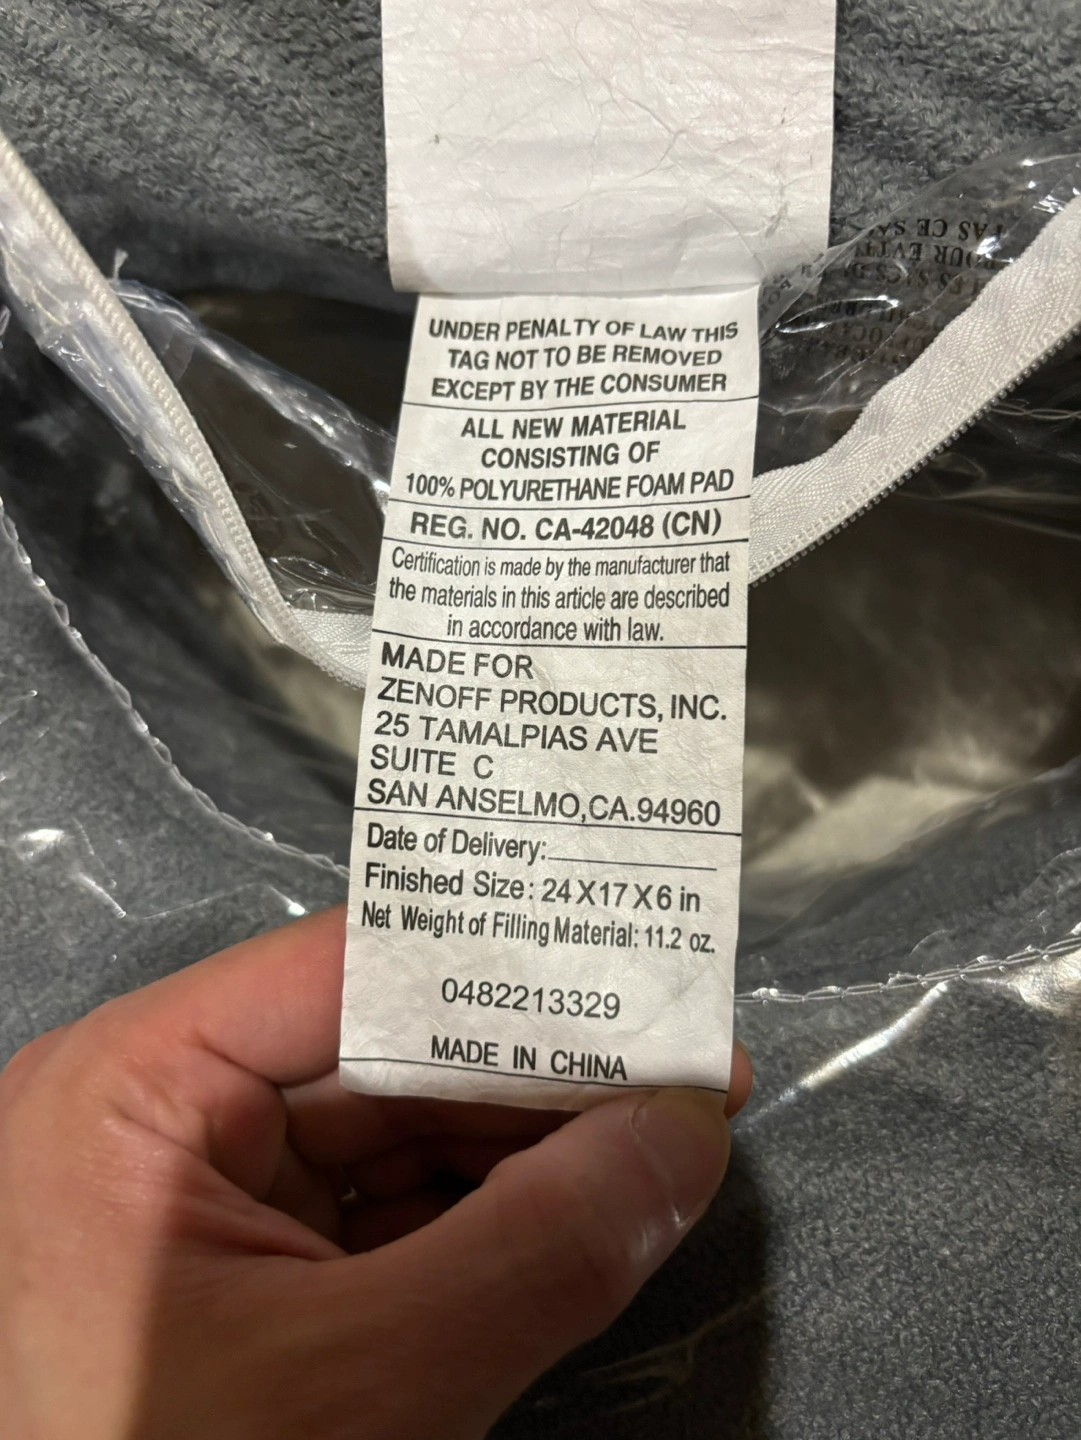 UNDER PENALTY OF LAW THIS
TAG NOT TO BE REMOVED
EXCEPT BY THE CONSUMER
ALL NEW MATERIAL
CONSISTING OF
100% POLYURETHANE FOAM PAD
REG. NO. CA-42048 (CN)
Certification is made by the manufacturer that
the materials in this article are described
in accordance with law.
MADE FOR
ZENOFF PRODUCTS, INC.
25 TAMALPIAS AVE
SUITE C
SAN ANSELMO,CA.94960
Date of Delivery:__________
Finished Size: 24X17X6 in
Net Weight of Filling Material: 11.2 oz.
0482213329
MADE IN CHINA
PAS CE
POUR